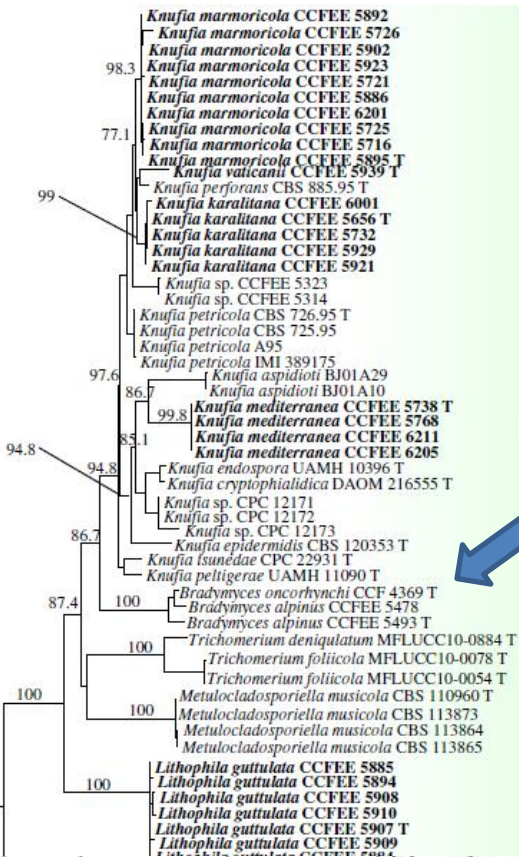 Knufia marmoricola CCFEE 5892
Knufia marmoricola CCFEE 5726
Knufia marmoricola CCFEE 5902
Knufia marmoricola CCFEE 5923
98.3
Knufia marmoricola CCFEE 5721
Knufia marmoricola CCFEE 5886
Knufia marmoricola CCFEE 6201
77.1
Knufia marmoricola CCFEE 5725
Knufia marmoricola CCFEE 5716
Knufia marmoricola CCFEE 5895 T
Knufia vaticanii CCFEE 5939 T
Knufia perforans CBS 885.95 T
99
Knufia karalitana CCFEE 6001
Knufia karalitana CCFEE 5656 T
Knufia karalitana CCFEE 5732
Knufia karalitana CCFEE 5929
Knufia karalitana CCFEE 5921
Knufia sp. CCFEE 5323
Knufia sp. CCFEE 5314
Knufia petricola CBS 726.95 T
Knufia petricola CBS 725.95
Knufia petricola A95
Knufia petricola IMI 389175
97.6
Knufia aspidioti BJ01A29
86.7
Knufia aspidioti BJ01A10
99.8
Knufia mediterranea CCFEE 5738 T
Knufia mediterranea CCFEE 5768
Knufia mediterranea CCFEE 6211
85.1
94.8
Knufia mediterranea CCFEE 6205
94.8
Knufia endospora UAMH 10396 T
Knufia cryptophialidica DAOM 216555 T
Knufia sp. CPC 12171
Knufia sp. CPC 12172
Knufia sp. CPC 12173
86.7
Knufia epidermidis CBS 120353 T
Knufia tsunedae CPC 22931 T
Knufia peltigerae UAMH 11090 T
87.4
100
Bradymyces oncorhynchi CCF 4369 T
Bradymyces alpinus CCFEE 5478
Bradymyces alpinus CCFEE 5493 T
Trichomerium deniqulatum MFLUCC10-0884 T
100
Trichomerium foliicola MFLUCC10-0078 T
Trichomerium foliicola MFLUCC10-0054 T
100
Metulocladosporiella musicola CBS 110960 T
100
Metulocladosporiella musicola CBS 113873
Metulocladosporiella musicola CBS 113864
Metulocladosporiella musicola CBS 113865
Lithophila guttulata CCFEE 5885
100
Lithophila guttulata CCFEE 5894
Lithophila guttulata CCFEE 5908
Lithophila guttulata CCFEE 5910
Lithophila guttulata CCFEE 5907 T
Lithophila guttulata CCFEE 5909